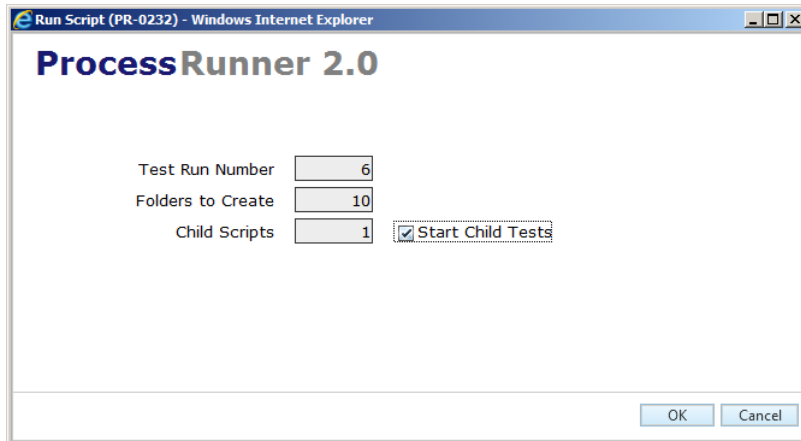 Run Script (PR-0232) - Windows Internet Explorer
ProcessRunner 2.0
Test Run Number 6
Folders to Create 10
Child Scripts 1 Start Child Tests
OK Cancel